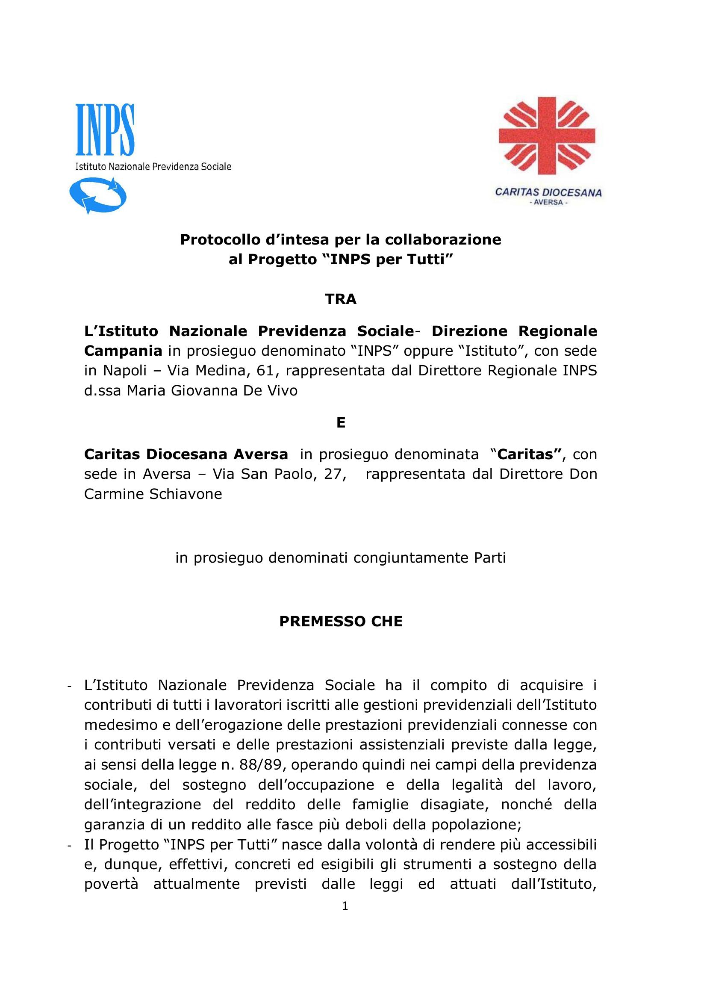 INPS
Istituto Nazionale Previdenza Sociale
CARITAS DIOCESANA
- AVERSA -
Protocollo d’intesa per la collaborazione
al Progetto “INPS per Tutti”
TRA
L’Istituto Nazionale Previdenza Sociale- Direzione Regionale
Campania in prosieguo denominato “INPS” oppure “Istituto”, con sede
in Napoli – Via Medina, 61, rappresentata dal Direttore Regionale INPS
d.ssa Maria Giovanna De Vivo
E
Caritas Diocesana Aversa in prosieguo denominata “Caritas”, con
sede in Aversa – Via San Paolo, 27, rappresentata dal Direttore Don
Carmine Schiavone
in prosieguo denominati congiuntamente Parti
PREMESSO CHE
- L’Istituto Nazionale Previdenza Sociale ha il compito di acquisire i
contributi di tutti i lavoratori iscritti alle gestioni previdenziali dell’Istituto
medesimo e dell’erogazione delle prestazioni previdenziali connesse con
i contributi versati e delle prestazioni assistenziali previste dalla legge,
ai sensi della legge n. 88/89, operando quindi nei campi della previdenza
sociale, del sostegno dell’occupazione e della legalità del lavoro,
dell’integrazione del reddito delle famiglie disagiate, nonché della
garanzia di un reddito alle fasce più deboli della popolazione;
- Il Progetto “INPS per Tutti” nasce dalla volontà di rendere più accessibili
e, dunque, effettivi, concreti ed esigibili gli strumenti a sostegno della
povertà attualmente previsti dalle leggi ed attuati dall’Istituto,
1